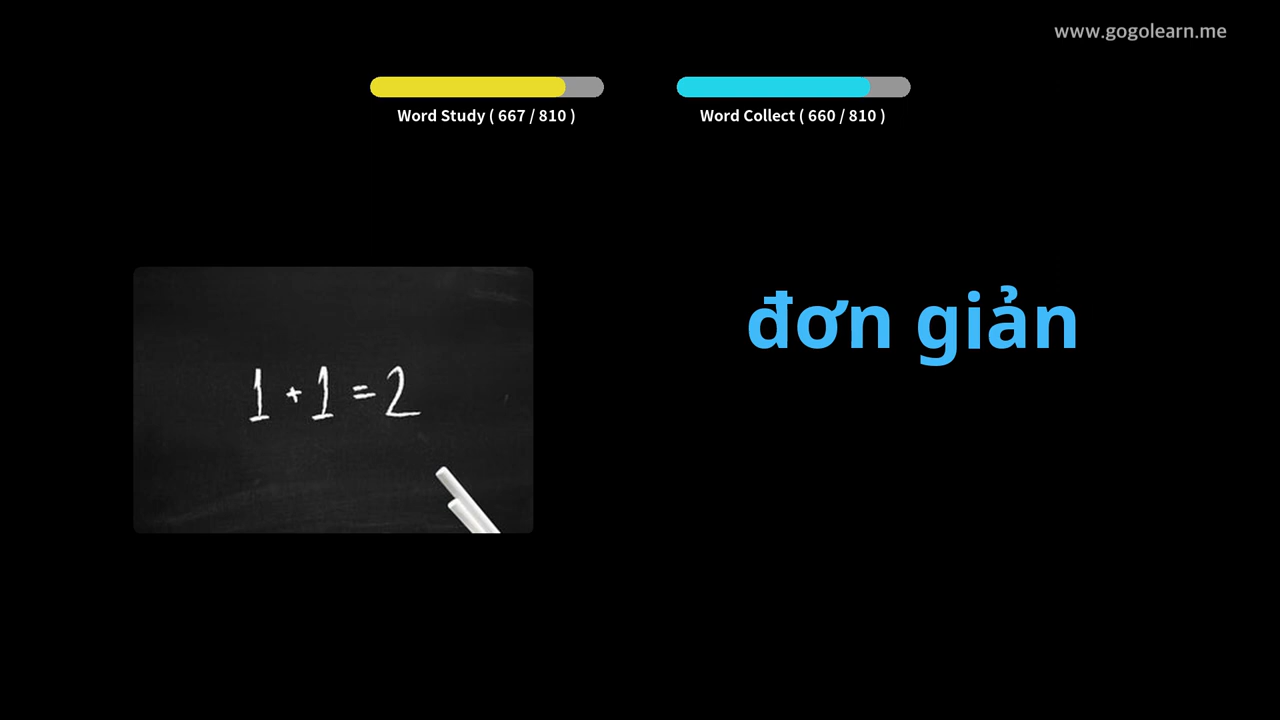 www.gogolearn.me
Word Study ( 667 / 810 )
Word Collect ( 660 / 810 )
đơn giản
1 + 1 = 2